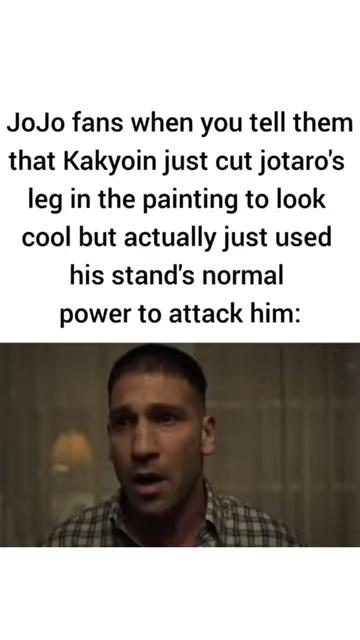 JoJo fans when you tell them
that Kakyoin just cut jotaro's
leg in the painting to look
cool but actually just used
his stand's normal
power to attack him: